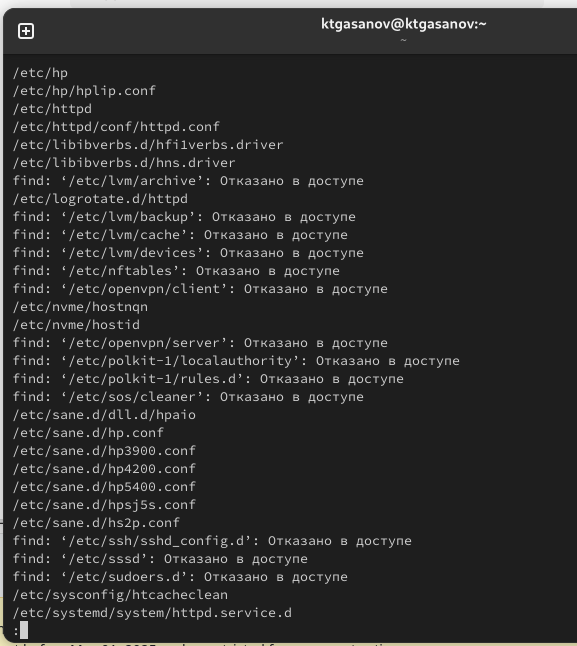 ktgasanov@ktgasanov:~
~
/etc/hp
/etc/hp/hplip.conf
/etc/httpd
/etc/httpd/conf/httpd.conf
/etc/libibverbs.d/hfi1verbs.driver
/etc/libibverbs.d/hns.driver
find: ‘/etc/lvm/archive’: Отказано в доступе
/etc/logrotate.d/httpd
find: ‘/etc/lvm/backup’: Отказано в доступе
find: ‘/etc/lvm/cache’: Отказано в доступе
find: ‘/etc/lvm/devices’: Отказано в доступе
find: ‘/etc/nftables’: Отказано в доступе
find: ‘/etc/openvpn/client’: Отказано в доступе
/etc/nvme/hostnqn
/etc/nvme/hostid
find: ‘/etc/openvpn/server’: Отказано в доступе
find: ‘/etc/polkit-1/localauthority’: Отказано в доступе
find: ‘/etc/polkit-1/rules.d’: Отказано в доступе
find: ‘/etc/sos/cleaner’: Отказано в доступе
/etc/sane.d/dll.d/hpaio
/etc/sane.d/hp.conf
/etc/sane.d/hp3900.conf
/etc/sane.d/hp4200.conf
/etc/sane.d/hp5400.conf
/etc/sane.d/hpsj5s.conf
/etc/sane.d/hs2p.conf
find: ‘/etc/ssh/sshd_config.d’: Отказано в доступе
find: ‘/etc/sssd’: Отказано в доступе
find: ‘/etc/sudoers.d’: Отказано в доступе
/etc/sysconfig/htcacheclean
/etc/systemd/system/httpd.service.d
: